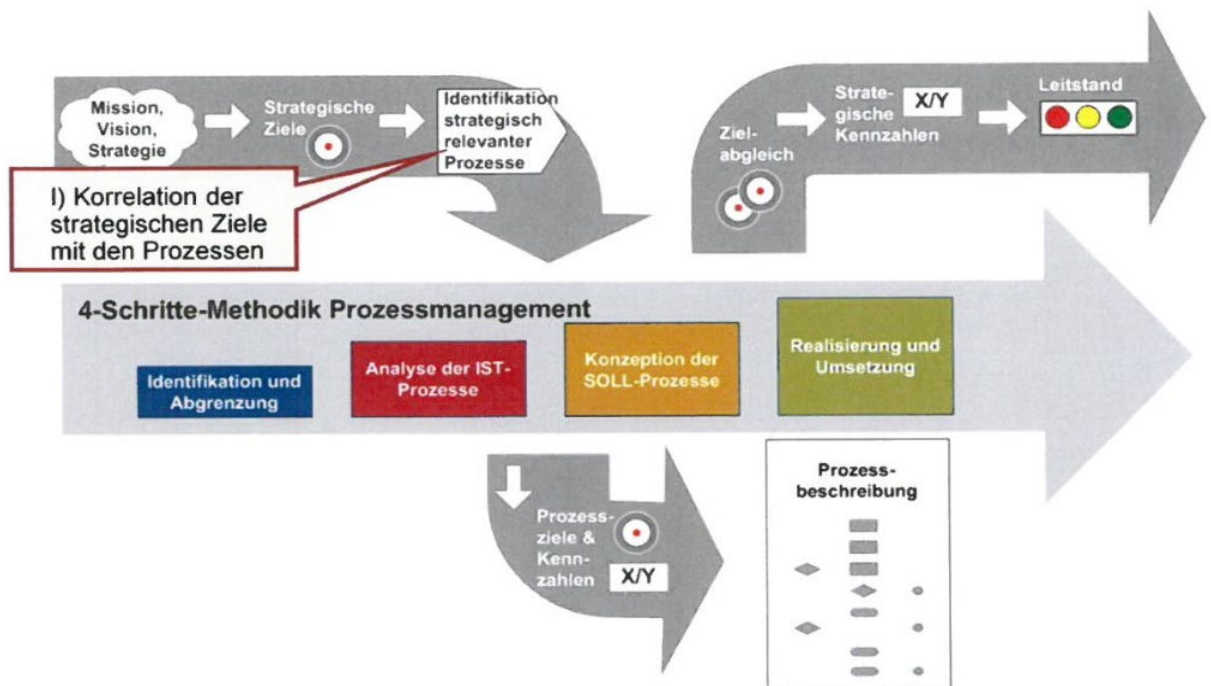 Mission,
Vision,
Strategie
Strategische
Ziele
Identifikation
strategisch
relevanter
Prozesse
I) Korrelation der
strategischen Ziele
mit den Prozessen
Ziel-
abgleich
Strate-
gische
Kennzahlen
X/Y
Leitstand
4-Schritte-Methodik Prozessmanagement
Identifikation und
Abgrenzung
Analyse der IST-
Prozesse
Konzeption der
SOLL-Prozesse
Realisierung und
Umsetzung
Prozess-
ziele &
Kenn-
zahlen
X/Y
Prozess-
beschreibung